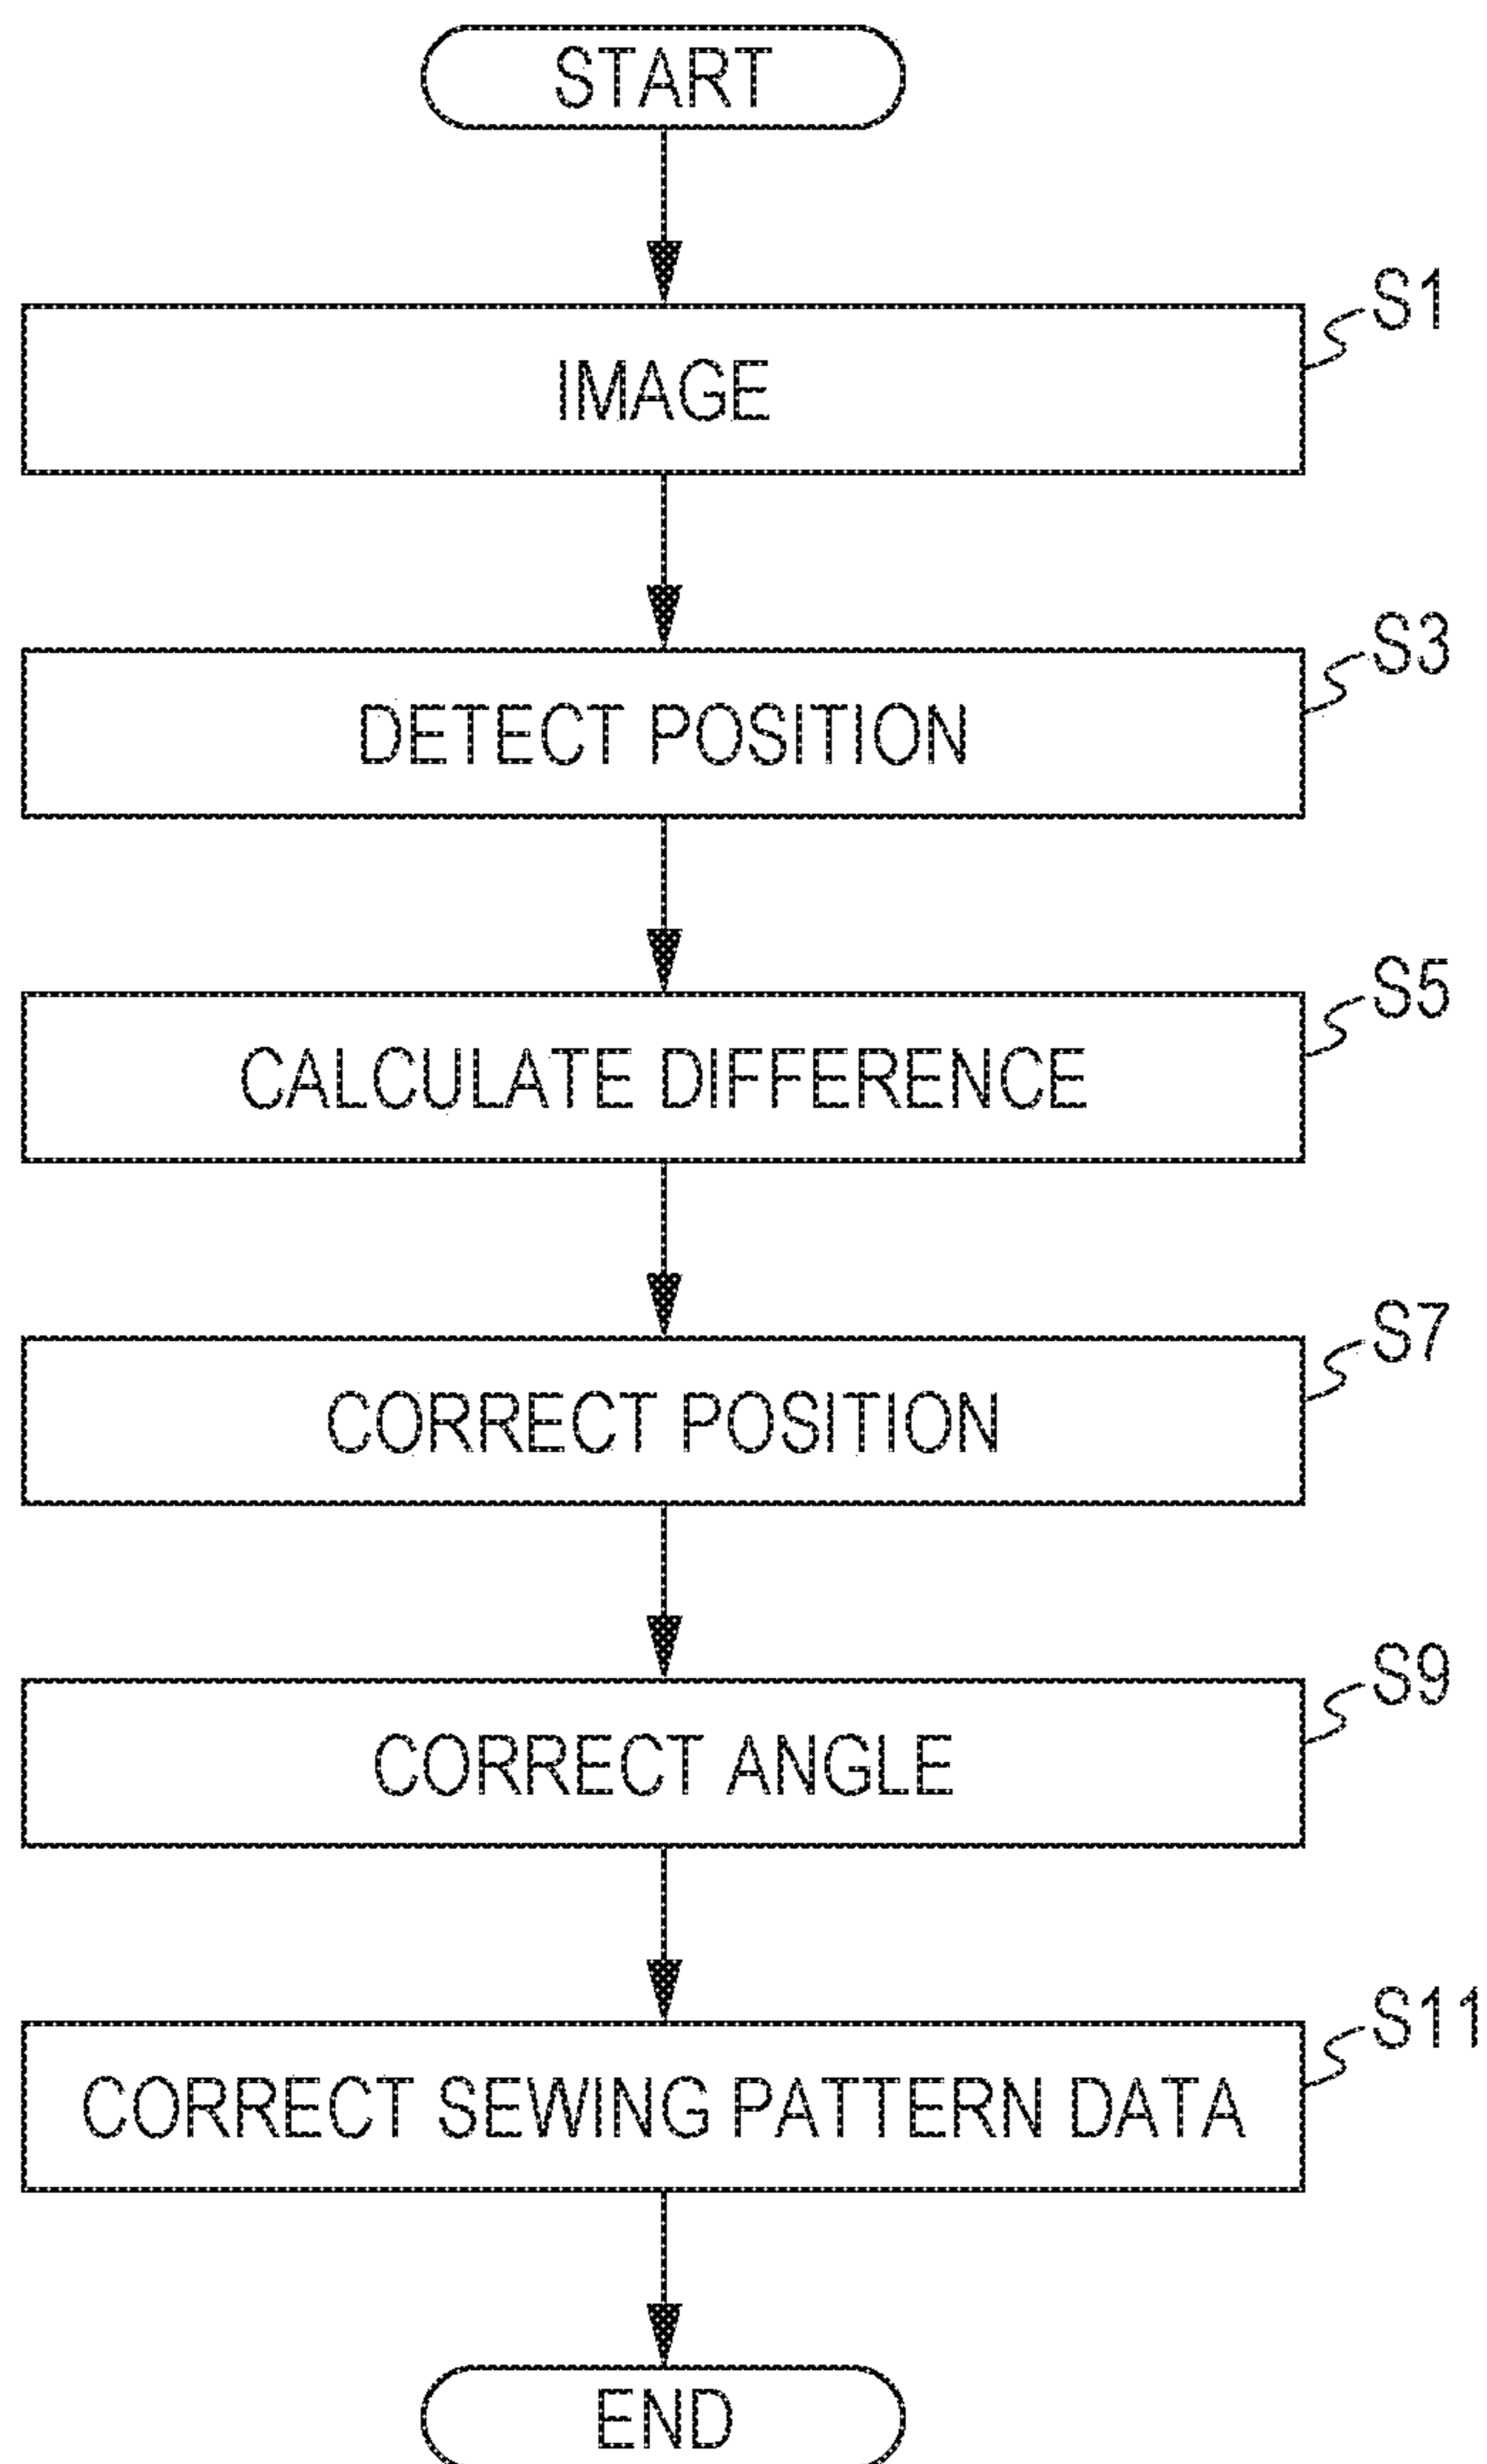 START
S1
IMAGE
S3
DETECT POSITION
S5
CALCULATE DIFFERENCE
S7
CORRECT POSITION
S9
CORRECT ANGLE
S11
CORRECT SEWING PATTERN DATA
END